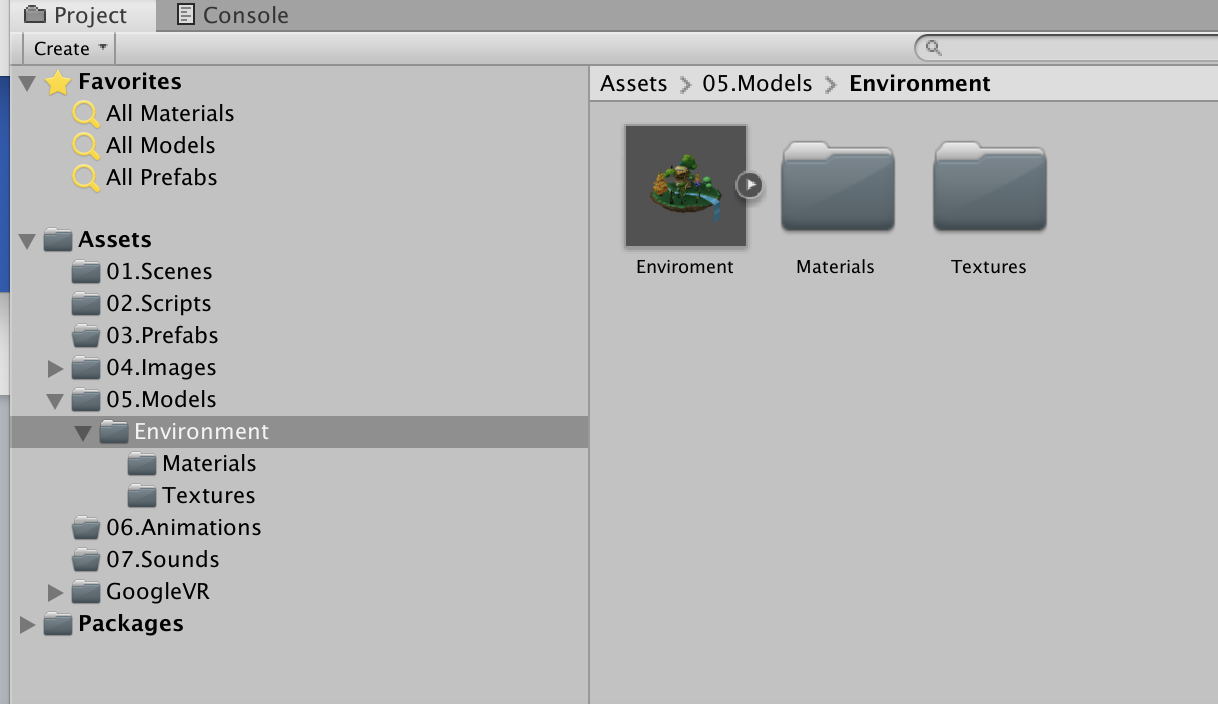 Project
Console
Create
Favorites
All Materials
All Models
All Prefabs
Assets
01.Scenes
02.Scripts
03.Prefabs
04.Images
05.Models
Environment
Materials
Textures
06.Animations
07.Sounds
GoogleVR
Packages
Assets 05.Models Environment
Enviroment Materials Textures